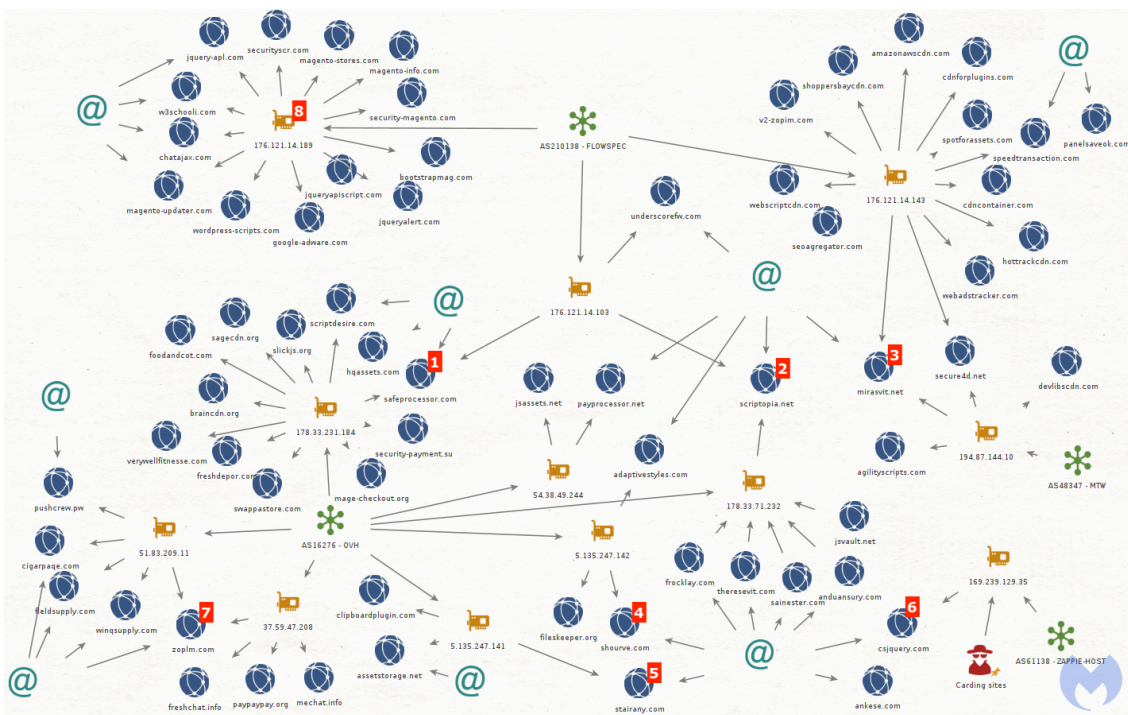 jquery-apl.com
securityscr.com
magento-stores.com
magento-info.com
amazonawscdn.com
cdnforplugins.com
@
shoppersbaycdn.com
@
w3schooli.com
8
security-magento.com
v2-zopim.com
spotforassets.com
panelsaveok.com
176.121.14.189
AS210138 - FLOWSPEC
speedtransaction.com
chatajax.com
bootstrapmag.com
jqueryapiscript.com
webscriptcdn.com
176.121.14.143
cdncontainer.com
magento-updater.com
jqueryalert.com
underscorefw.com
wordpress-scripts.com
google-adware.com
seoagregator.com
hottrackcdn.com
@
@
webadstracker.com
176.121.14.103
scriptdesire.com
sagecdn.org
slickjs.org
foodandcot.com
hqassets.com
1
2
3
secure4d.net
devlibscdn.com
@
safeprocessor.com
jsassets.net
payprocessor.net
scriptopia.net
mirasvit.net
braincdn.org
178.33.231.184
194.87.144.10
verywellfitnesse.com
freshdepor.com
security-payment.su
adaptivestyles.com
agilityscripts.com
AS48347 - MTW
swappastore.com
mage-checkout.org
54.38.49.244
178.33.71.232
pushcrew.pw
AS16276 - OVH
jsvault.net
51.83.209.11
5.135.247.142
cigarpaqe.com
169.239.129.35
frocklay.com
theresevit.com
sainester.com
anduansury.com
fieldsupply.com
winqsupply.com
7
37.59.47.208
clipboardplugin.com
4
6
zoplm.com
5.135.247.141
fileskeeper.org
shourve.com
@
csjquery.com
AS61138 - ZAPPIE-HOST
@
assetstorage.net
@
5
Carding sites
freshchat.info
paypaypay.org
mechat.info
stairany.com
ankese.com